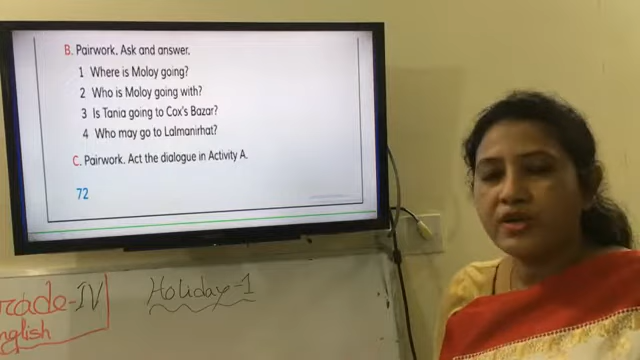 B. Pairwork. Ask and answer.
1 Where is Moloy going?
2 Who is Moloy going with?
3 Is Tania going to Cox's Bazar?
4 Who may go to Lalmanirhat?
C. Pairwork. Act the dialogue in Activity A.
72
rade-IV
nglish
Holiday-1